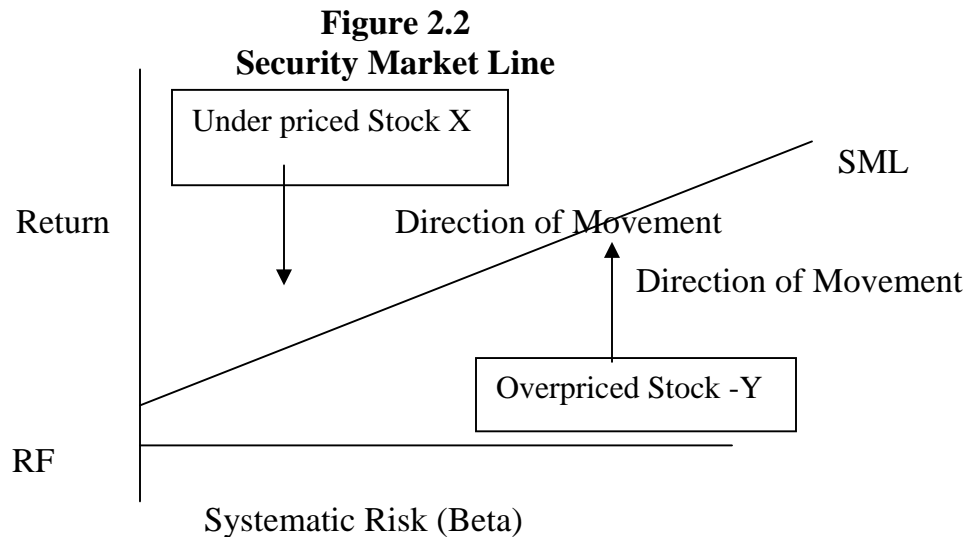 Figure 2.2
Security Market Line
Under priced Stock X
SML
Return
Direction of Movement
Direction of Movement
Overpriced Stock -Y
RF
Systematic Risk (Beta)